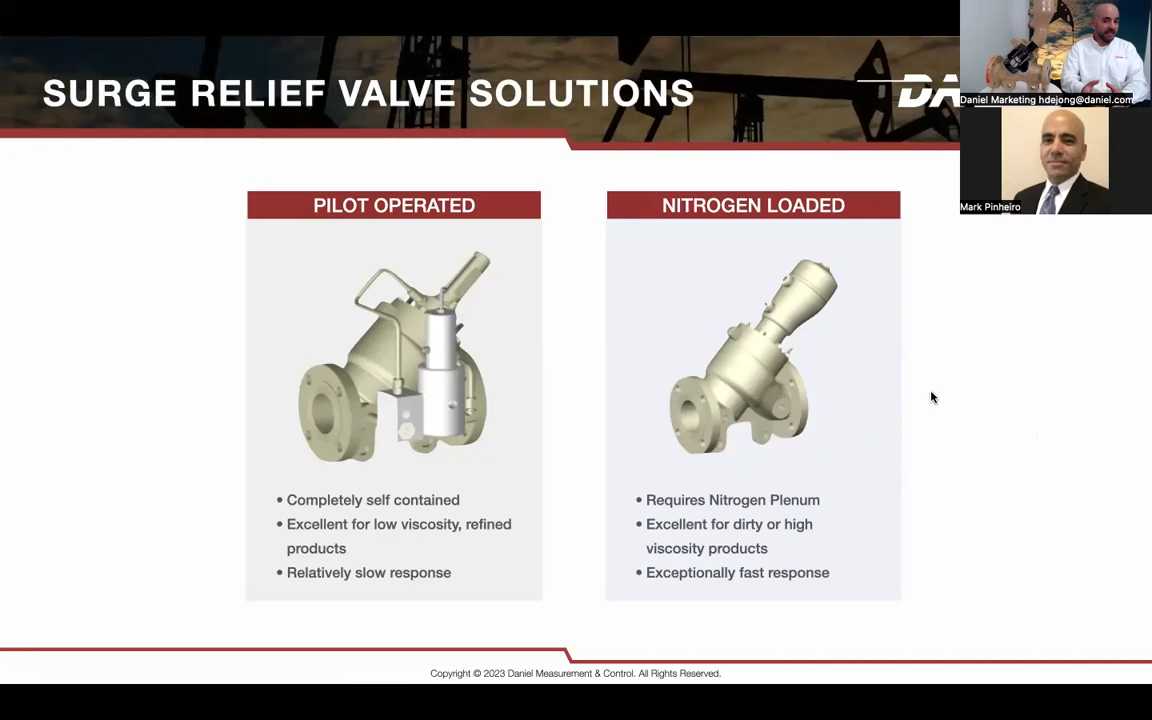 SURGE RELIEF VALVE SOLUTIONS
DA
Daniel Marketing hdejong@daniel.com
Mark Pinheiro
PILOT OPERATED
• Completely self contained
• Excellent for low viscosity, refined
products
• Relatively slow response
NITROGEN LOADED
• Requires Nitrogen Plenum
• Excellent for dirty or high
viscosity products
• Exceptionally fast response
Copyright © 2023 Daniel Measurement & Control. All Rights Reserved.